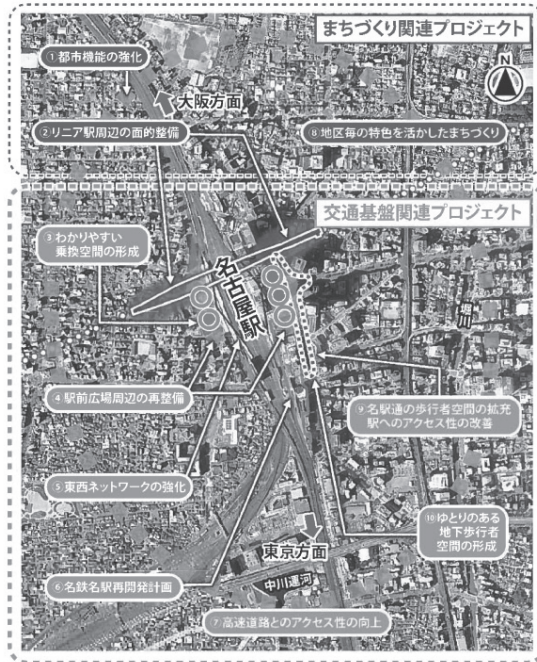 まちづくり関連プロジェクト
①都市機能の強化
N
大阪方面
②リニア駅周辺の面的整備
⑧地区毎の特色を活かしたまちづくり
交通基盤関連プロジェクト
③わかりやすい
乗換空間の形成
名古屋駅
④駅前広場周辺の再整備
⑨名駅通の歩行者空間の拡充
駅へのアクセス性の改善
⑤東西ネットワークの強化
⑩ゆとりのある
地下歩行者
空間の形成
東京方面
⑥名鉄名駅再開発計画
中川運河
⑦高速道路とのアクセス性の向上